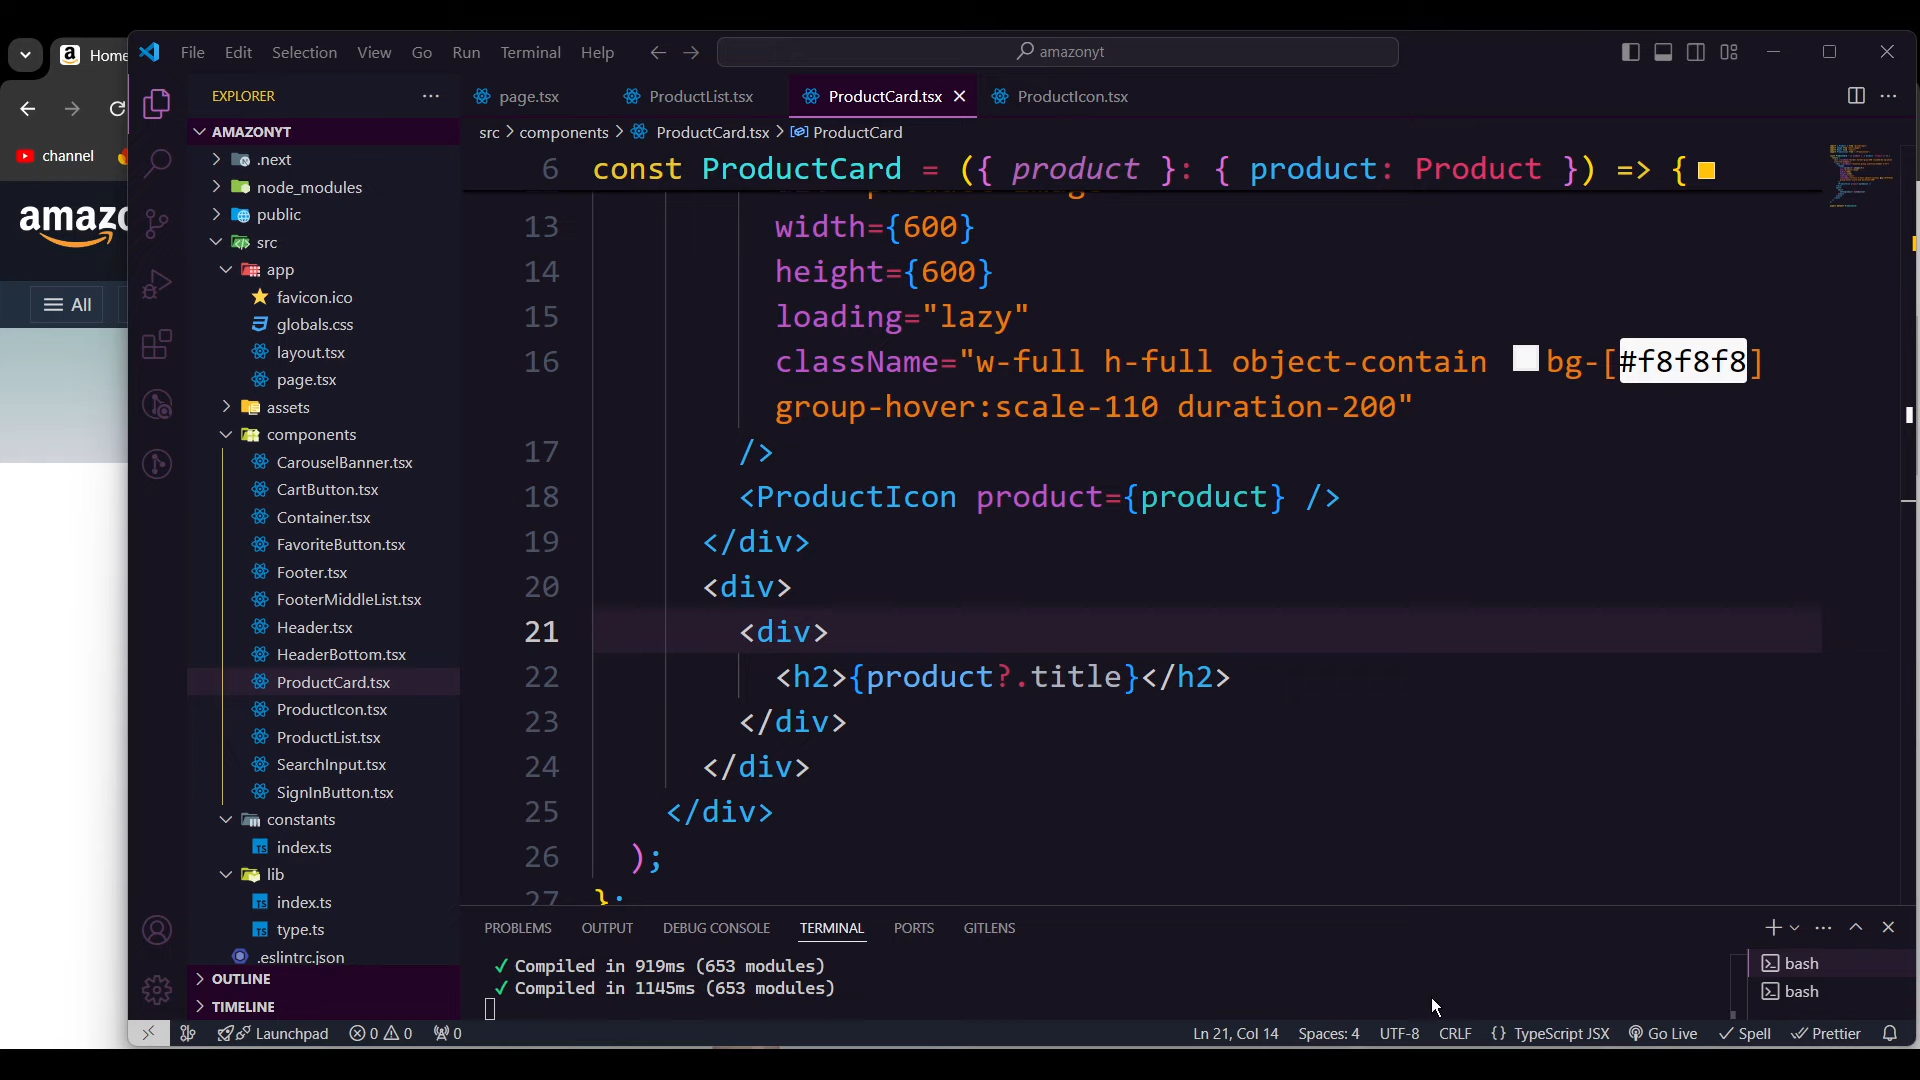 Home
File Edit Selection View Go Run Terminal Help
amazonyt
EXPLORER
page.tsx
ProductList.tsx
ProductCard.tsx
ProductIcon.tsx
AMAZONYT
src > components > ProductCard.tsx > ProductCard
channel
.next
node_modules
public
src
app
favicon.ico
globals.css
layout.tsx
page.tsx
assets
components
CarouselBanner.tsx
CartButton.tsx
Container.tsx
FavoriteButton.tsx
Footer.tsx
FooterMiddleList.tsx
Header.tsx
HeaderBottom.tsx
ProductCard.tsx
ProductIcon.tsx
ProductList.tsx
SearchInput.tsx
SignInButton.tsx
constants
index.ts
lib
index.ts
type.ts
.eslintrc.json
OUTLINE
TIMELINE
amazo
All
6 const ProductCard = ({ product }: { product: Product }) => {
13 width={600}
14 height={600}
15 loading="lazy"
16 className="w-full h-full object-contain bg-[#f8f8f8]
group-hover:scale-110 duration-200"
17 />
18 <ProductIcon product={product} />
19 </div>
20 <div>
21 <div>
22 <h2>{product?.title}</h2>
23 </div>
24 </div>
25 </div>
26 );
27 };
PROBLEMS OUTPUT DEBUG CONSOLE TERMINAL PORTS GITLENS
✓ Compiled in 919ms (653 modules)
✓ Compiled in 1145ms (653 modules)
bash
bash
Launchpad 0 0 0
Ln 21, Col 14 Spaces: 4 UTF-8 CRLF {} TypeScript JSX Go Live Spell Prettier